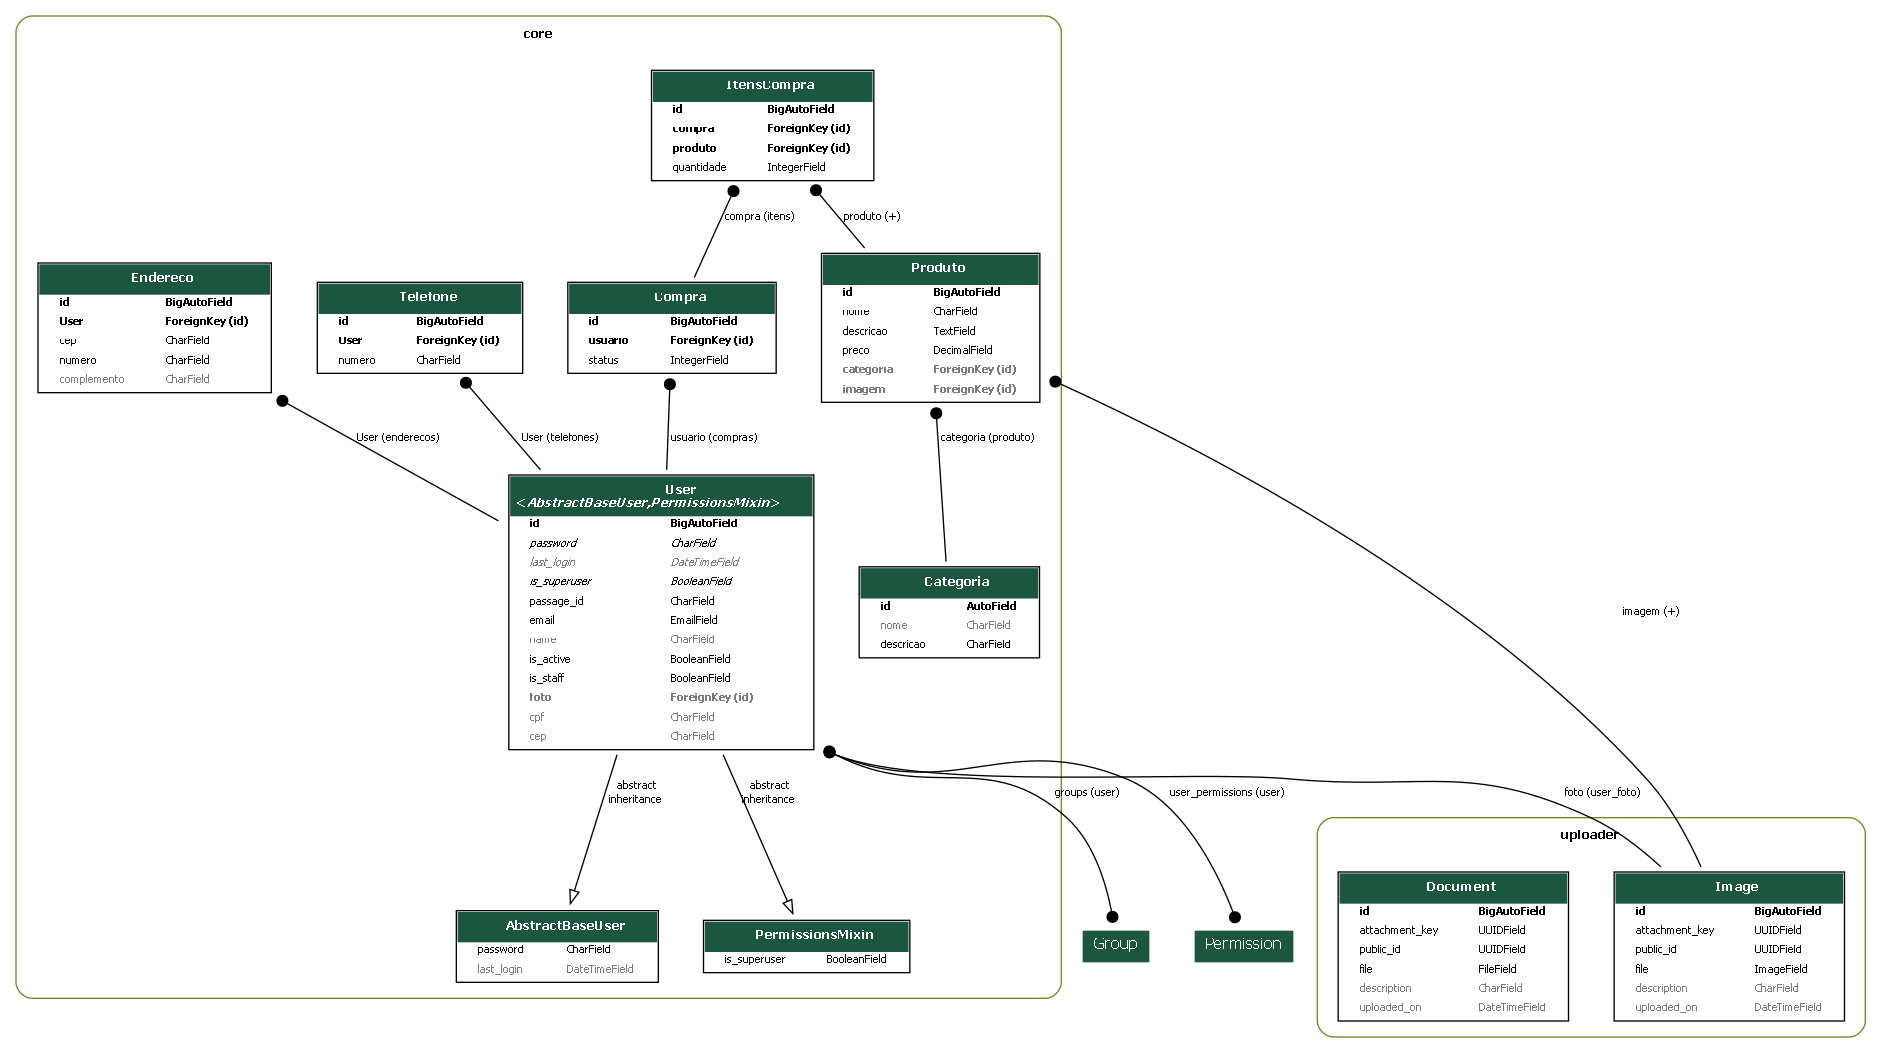 core
ItensCompra
id BigAutoField
compra ForeignKey (id)
produto ForeignKey (id)
quantidade IntegerField
compra (itens)
produto (+)
Endereco
id BigAutoField
User ForeignKey (id)
cep CharField
numero CharField
complemento CharField
Telefone
id BigAutoField
User ForeignKey (id)
numero CharField
Compra
id BigAutoField
usuario ForeignKey (id)
status IntegerField
Produto
id BigAutoField
nome CharField
descricao TextField
preco DecimalField
categoria ForeignKey (id)
imagem ForeignKey (id)
User (enderecos)
User (telefones)
usuario (compras)
categoria (produto)
User
<AbstractBaseUser,PermissionsMixin>
id BigAutoField
password CharField
last_login DateTimeField
is_superuser BooleanField
passage_id CharField
email EmailField
name CharField
is_active BooleanField
is_staff BooleanField
foto ForeignKey (id)
cpf CharField
cep CharField
Categoria
id AutoField
nome CharField
descricao CharField
imagem (+)
abstract
inheritance
abstract
inheritance
groups (user)
user_permissions (user)
foto (user_foto)
AbstractBaseUser
password CharField
last_login DateTimeField
PermissionsMixin
is_superuser BooleanField
Group
Permission
uploader
Document
id BigAutoField
attachment_key UUIDField
public_id UUIDField
file FileField
description CharField
uploaded_on DateTimeField
Image
id BigAutoField
attachment_key UUIDField
public_id UUIDField
file ImageField
description CharField
uploaded_on DateTimeField